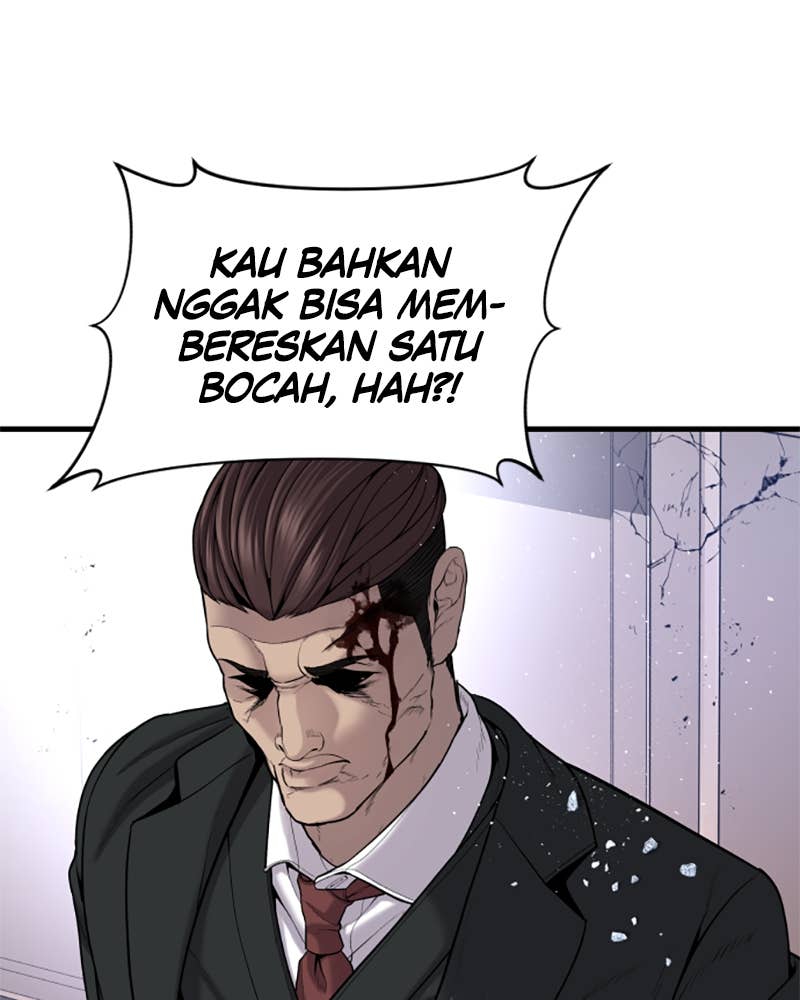 KAU BAHKAN
NGGAK BISA MEM-
BERESKAN SATU
BOCAH, HAH?!